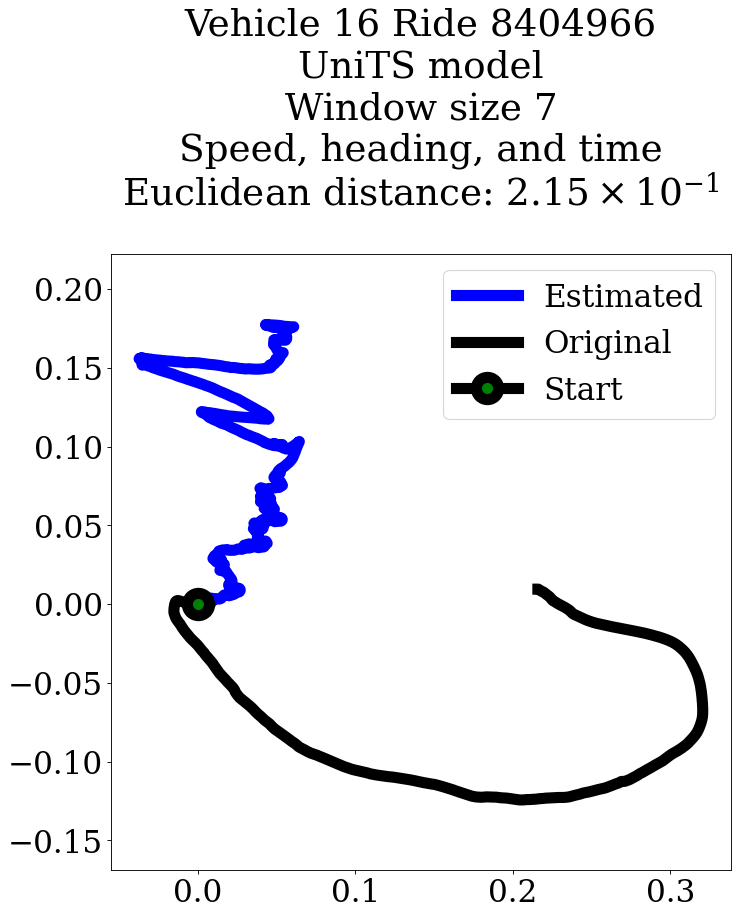 Vehicle 16 Ride 8404966
UniTS model
Window size 7
Speed, heading, and time
Euclidean distance: 2.15 × 10⁻¹
Estimated
Original
Start
0.20
0.15
0.10
0.05
0.00
−0.05
−0.10
−0.15
0.0 0.1 0.2 0.3